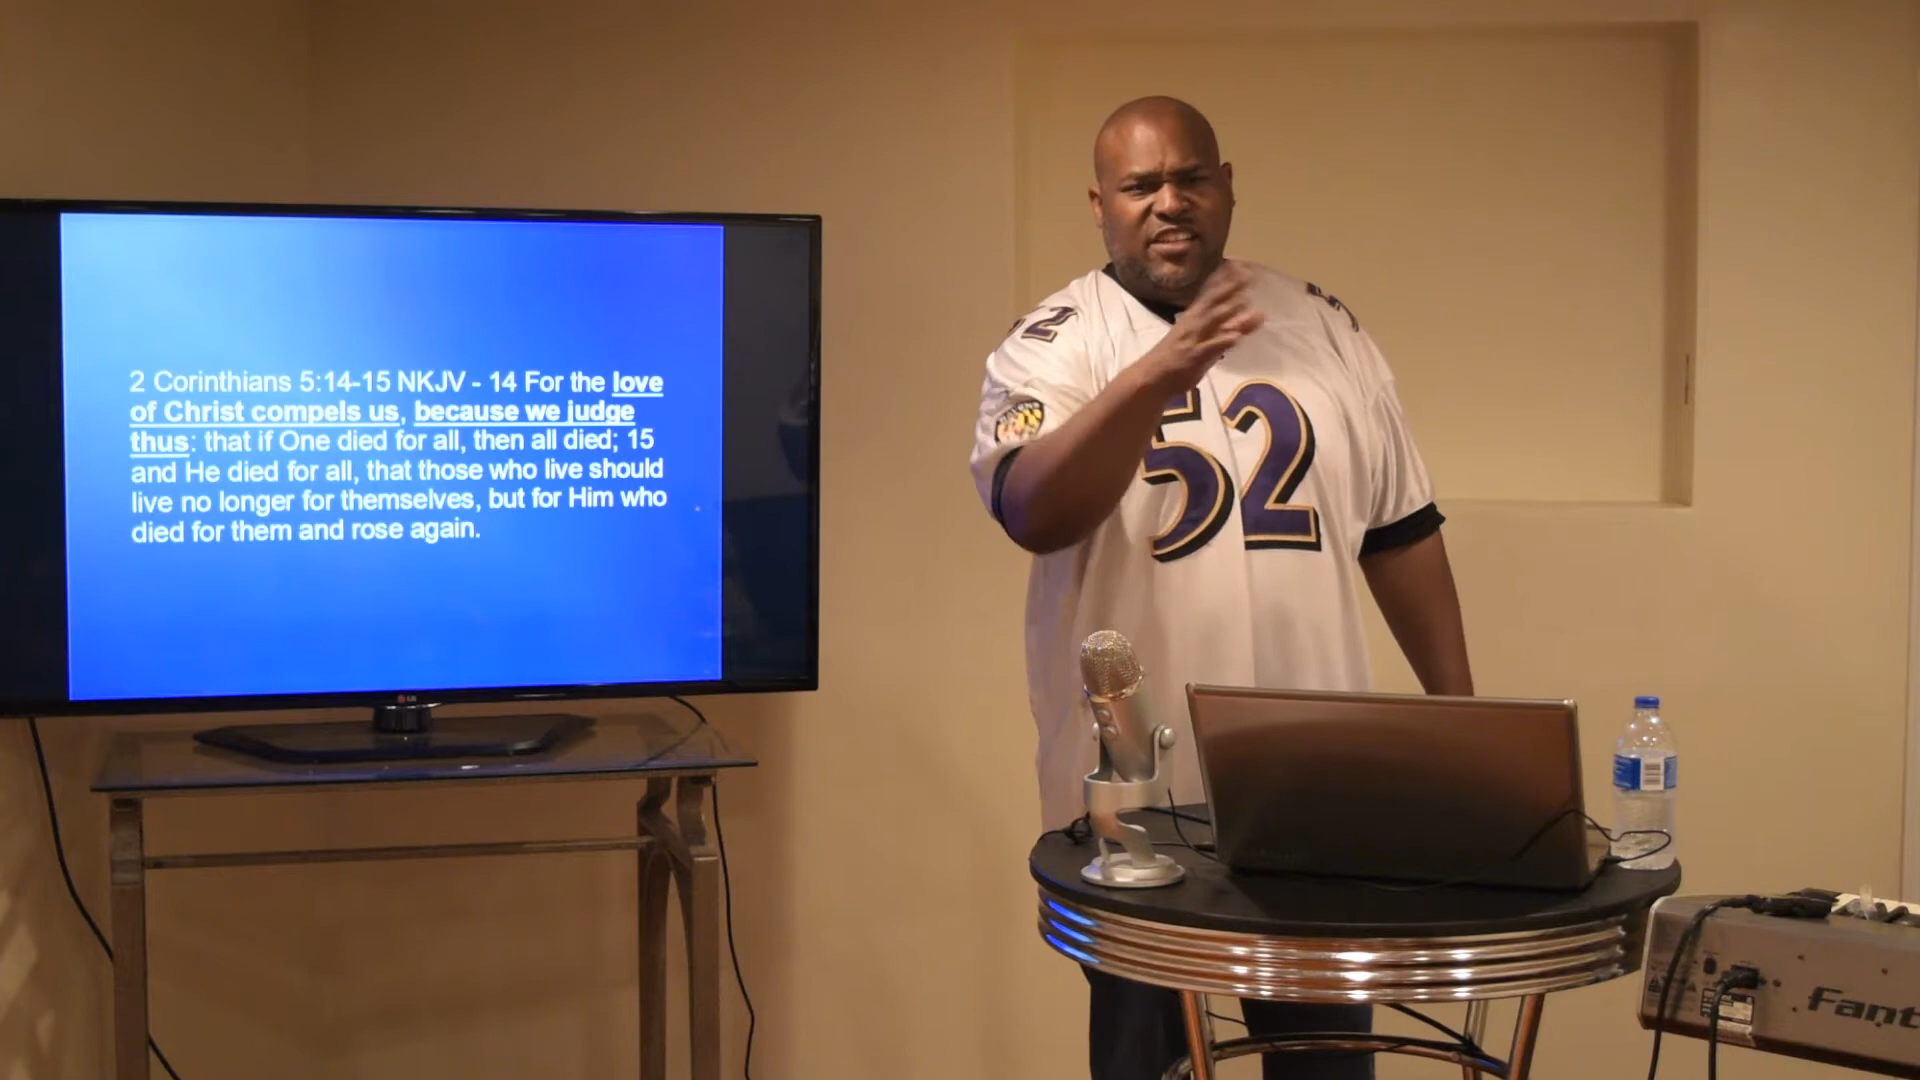 2 Corinthians 5:14-15 NKJV - 14 For the love
of Christ compels us, because we judge
thus: that if One died for all, then all died; 15
and He died for all, that those who live should
live no longer for themselves, but for Him who
died for them and rose again.
LG
52
52
Fant